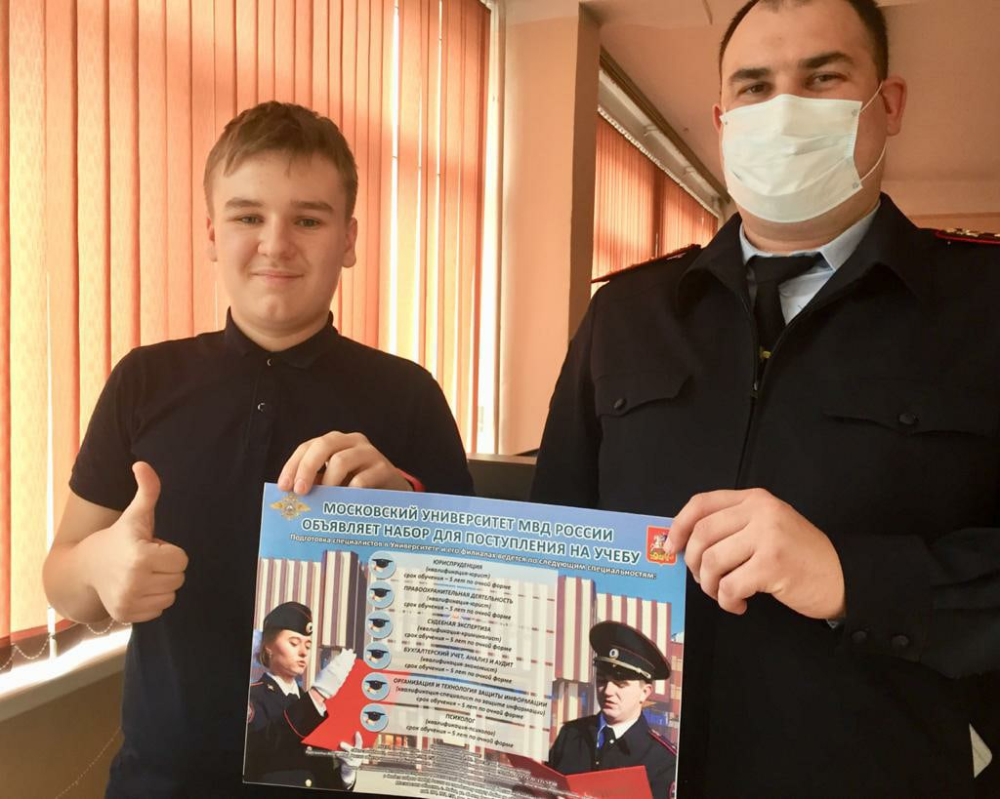 МОСКОВСКИЙ УНИВЕРСИТЕТ МВД РОССИИ
ОБЪЯВЛЯЕТ НАБОР ДЛЯ ПОСТУПЛЕНИЯ НА УЧЕБУ
Подготовка специалистов в Университете и его филиалах ведется по следующим специальностям:
ЮРИСПРУДЕНЦИЯ
(квалификация-юрист)
срок обучения – 5 лет по очной форме
ПРАВООХРАНИТЕЛЬНАЯ ДЕЯТЕЛЬНОСТЬ
(квалификация-юрист)
срок обучения – 5 лет по очной форме
СУДЕБНАЯ ЭКСПЕРТИЗА
(квалификация-криминалист)
срок обучения – 5 лет по очной форме
БУХГАЛТЕРСКИЙ УЧЕТ, АНАЛИЗ И АУДИТ
(квалификация-экономист)
срок обучения – 5 лет по очной форме
ОРГАНИЗАЦИЯ И ТЕХНОЛОГИЯ ЗАЩИТЫ ИНФОРМАЦИИ
(квалификация-специалист по защите информации)
срок обучения – 5 лет по очной форме
ПСИХОЛОГ
(квалификация-психолог)
срок обучения – 5 лет по очной форме